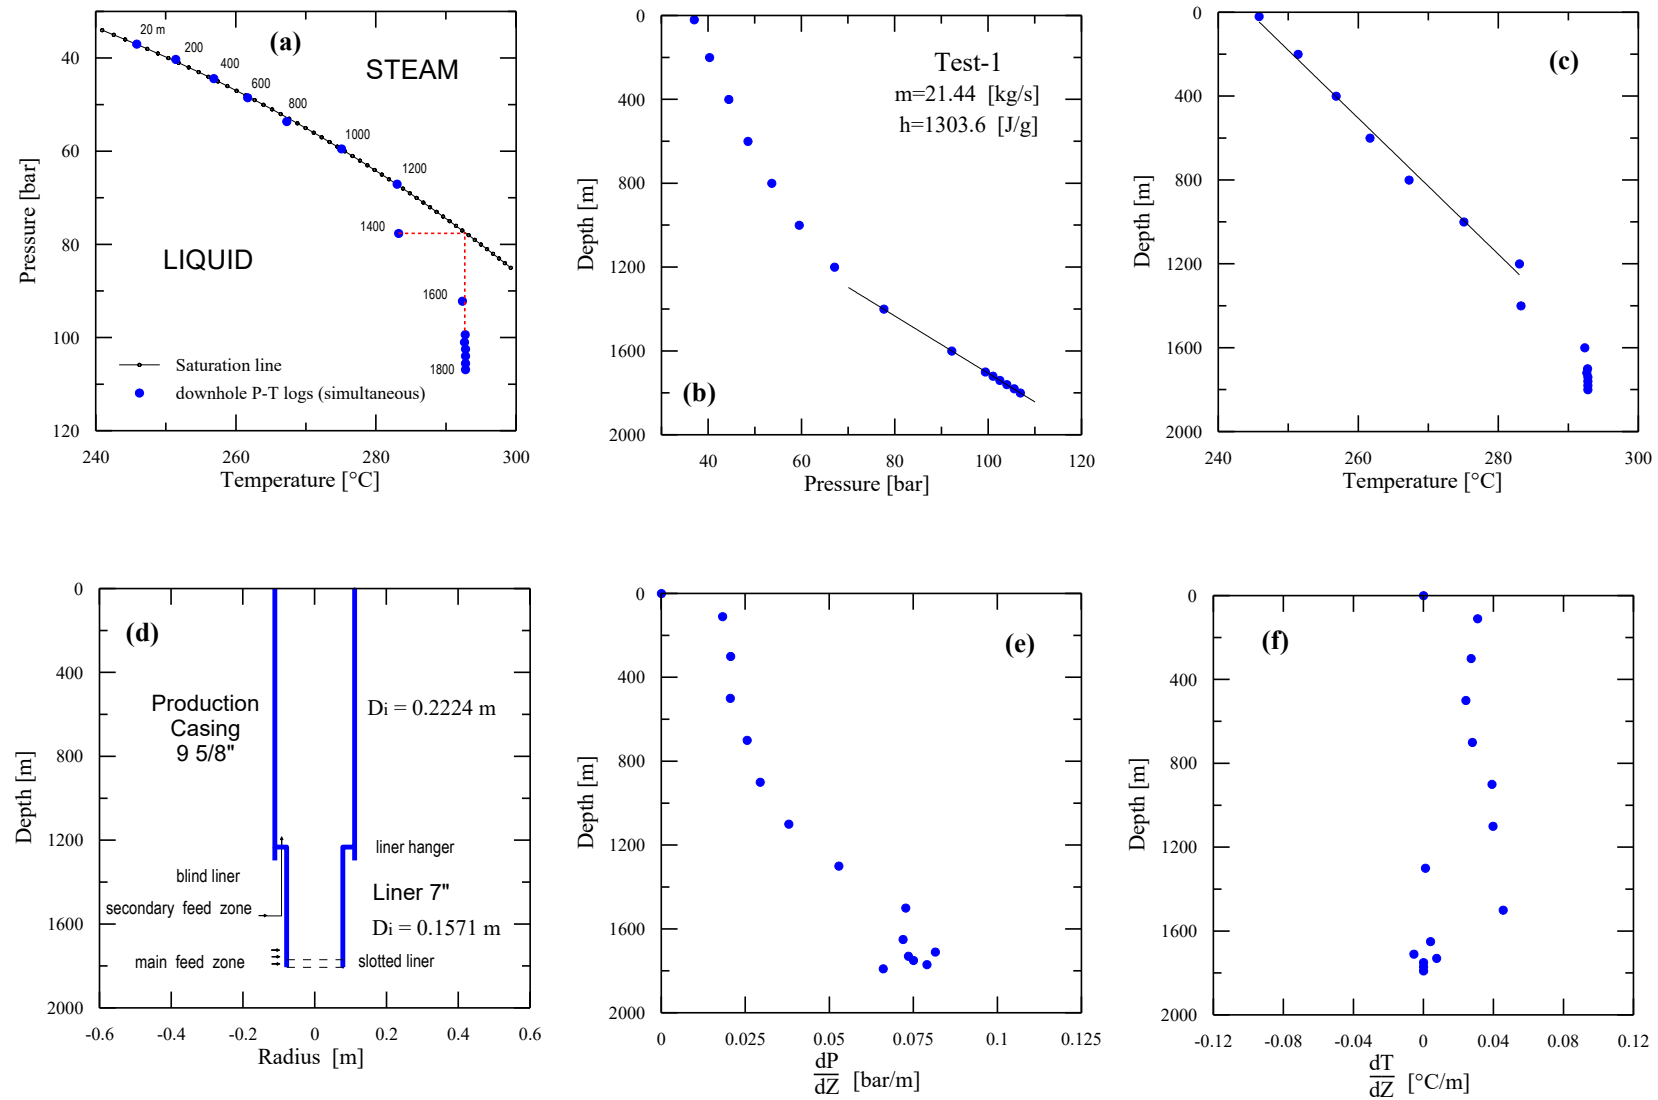 (a)
20 m
200
400
600
800
1000
1200
1400
1600
1800
STEAM
LIQUID
Saturation line
downhole P-T logs (simultaneous)
40
60
80
100
120
240
260
280
300
Pressure [bar]
Temperature [°C]
0
400
800
1200
1600
2000
Depth [m]
Test-1
m=21.44 [kg/s]
h=1303.6 [J/g]
(b)
40
60
80
100
120
Pressure [bar]
0
400
800
1200
1600
2000
Depth [m]
(c)
240
260
280
300
Temperature [°C]
0
400
800
1200
1600
2000
Depth [m]
(d)
Production
Casing
9 5/8"
Di = 0.2224 m
liner hanger
blind liner
Liner 7"
secondary feed zone
Di = 0.1571 m
main feed zone
slotted liner
-0.6
-0.4
-0.2
0
0.2
0.4
0.6
Radius [m]
0
400
800
1200
1600
2000
Depth [m]
(e)
0
0.025
0.05
0.075
0.1
0.125
dP
dZ [bar/m]
0
400
800
1200
1600
2000
Depth [m]
(f)
-0.12
-0.08
-0.04
0
0.04
0.08
0.12
dT
dZ [°C/m]